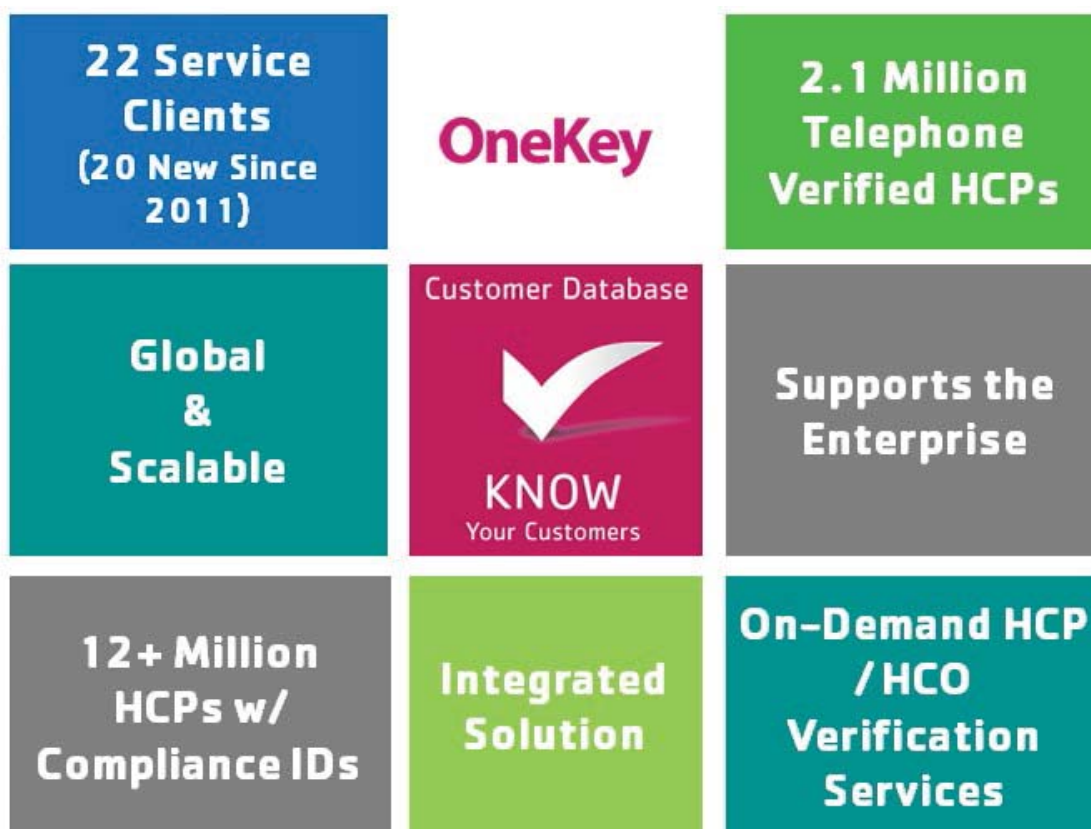 22 Service
Clients
(20 New Since
2011)
OneKey
2.1 Million
Telephone
Verified HCPs
Global
&
Scalable
Customer Database
KNOW
Your Customers
Supports the
Enterprise
12+ Million
HCPs w/
Compliance IDs
Integrated
Solution
On-Demand HCP
/HCO
Verification
Services